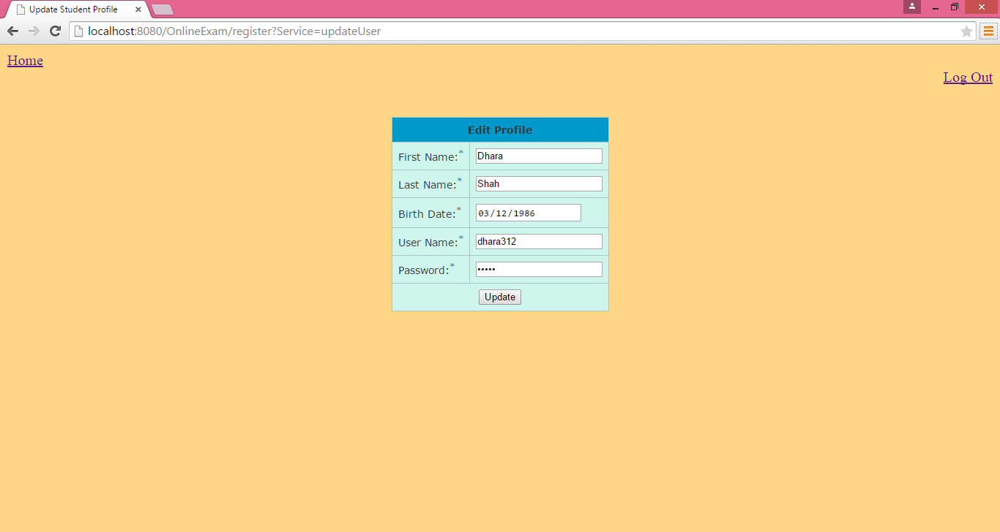 Update Student Profile
localhost:8080/OnlineExam/register?Service=updateUser
Home
Log Out
Edit Profile
First Name:* Dhara
Last Name:* Shah
Birth Date:* 03/12/1986
User Name:* dhara312
Password:* •••••
Update